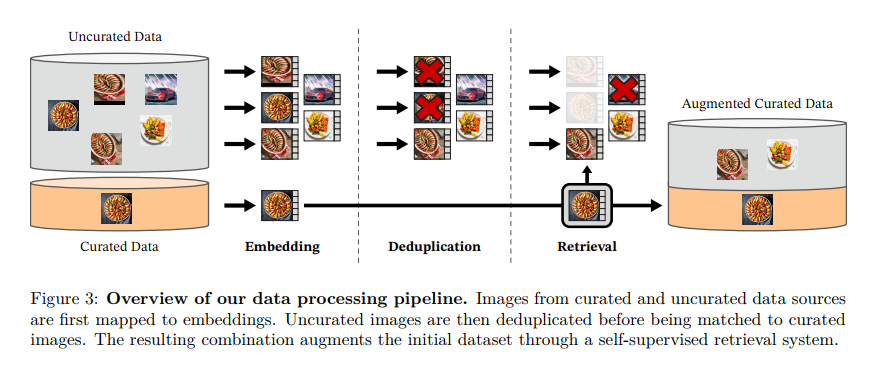 Uncurated Data
Augmented Curated Data
Curated Data
Embedding
Deduplication
Retrieval
Figure 3: Overview of our data processing pipeline. Images from curated and uncurated data sources
are first mapped to embeddings. Uncurated images are then deduplicated before being matched to curated
images. The resulting combination augments the initial dataset through a self-supervised retrieval system.